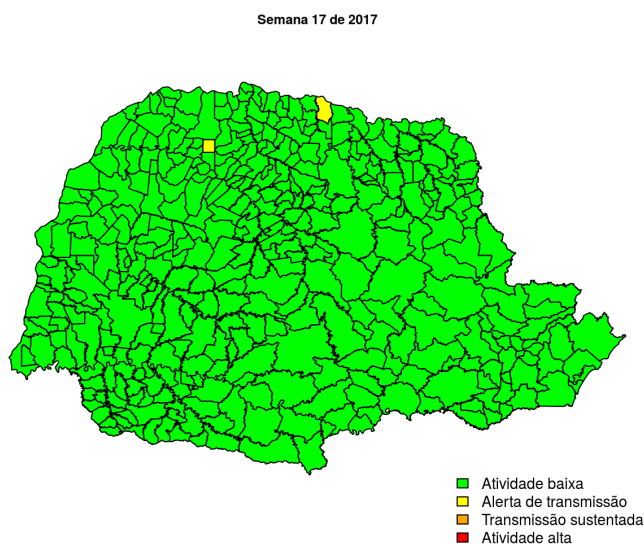 Semana 17 de 2017
Atividade baixa
Alerta de transmissão
Transmissão sustentada
Atividade alta